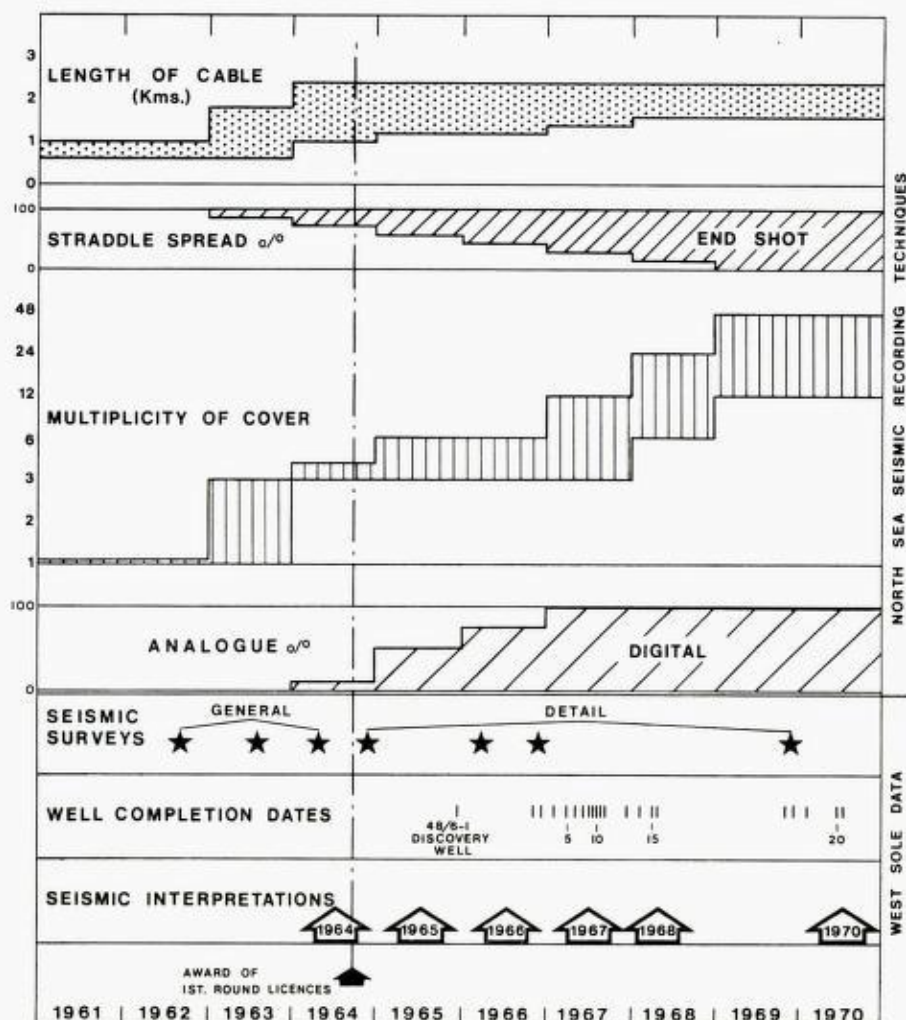 3
LENGTH OF CABLE
(Kms.)
2
1
0
100
STRADDLE SPREAD o/o
END SHOT
0
48
24
12
MULTIPLICITY OF COVER
6
3
2
1
100
ANALOGUE o/o
DIGITAL
0
NORTH SEA SEISMIC RECORDING TECHNIQUES
SEISMIC
SURVEYS
GENERAL
DETAIL
WELL COMPLETION DATES
48/6-1
DISCOVERY
WELL
5
10
15
20
SEISMIC INTERPRETATIONS
1964
1965
1966
1967
1968
1970
WEST SOLE DATA
AWARD OF
1ST. ROUND LICENCES
1961 | 1962 | 1963 | 1964 | 1965 | 1966 | 1967 | 1968 | 1969 | 1970